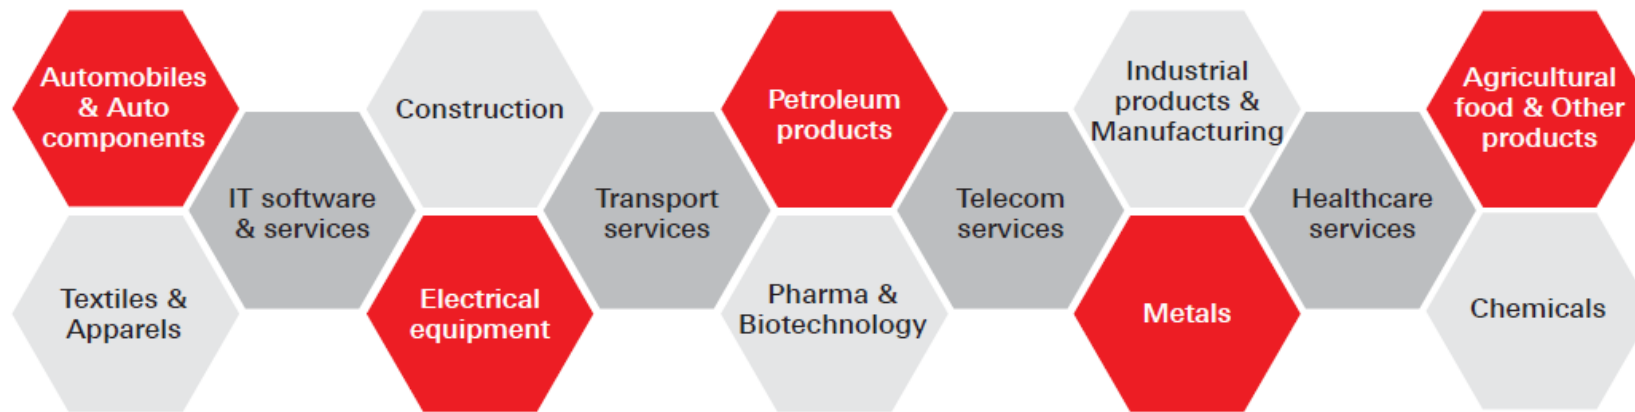 Automobiles
& Auto
components
Construction
Petroleum
products
Industrial
products &
Manufacturing
Agricultural
food & Other
products
IT software
& services
Transport
services
Telecom
services
Healthcare
services
Textiles &
Apparels
Electrical
equipment
Pharma &
Biotechnology
Metals
Chemicals